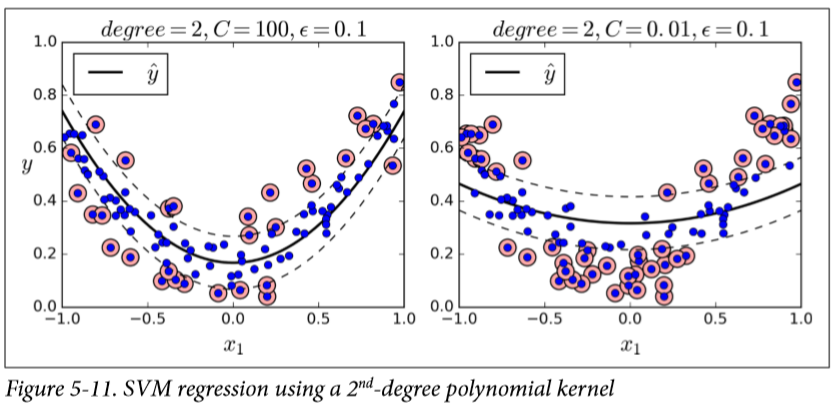 degree = 2, C = 100, ϵ = 0.1
ŷ
1.0
0.8
0.6
0.4
0.2
0.0
y
−1.0 −0.5 0.0 0.5 1.0
x₁
degree = 2, C = 0.01, ϵ = 0.1
ŷ
1.0
0.8
0.6
0.4
0.2
0.0
−1.0 −0.5 0.0 0.5 1.0
x₁
Figure 5-11. SVM regression using a 2nd-degree polynomial kernel